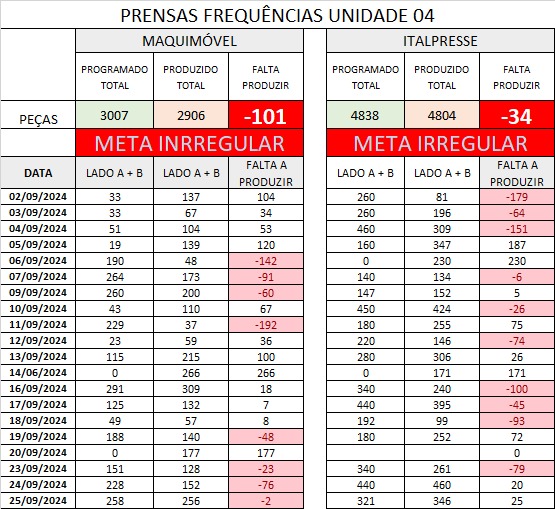 PRENSAS FREQUÊNCIAS UNIDADE 04
MAQUIMÓVEL ITALPRESSE
PROGRAMADO TOTAL PRODUZIDO TOTAL FALTA PRODUZIR PROGRAMADO TOTAL PRODUZIDO TOTAL FALTA PRODUZIR
PEÇAS 3007 2906 -101 4838 4804 -34
META INRREGULAR META IRREGULAR
DATA LADO A + B LADO A + B FALTA A PRODUZIR LADO A + B LADO A + B FALTA A PRODUZIR
02/09/2024 33 137 104 260 81 -179
03/09/2024 33 67 34 260 196 -64
04/09/2024 51 104 53 460 309 -151
05/09/2024 19 139 120 160 347 187
06/09/2024 190 48 -142 0 230 230
07/09/2024 264 173 -91 140 134 -6
09/09/2024 260 200 -60 147 152 5
10/09/2024 43 110 67 450 424 -26
11/09/2024 229 37 -192 180 255 75
12/09/2024 23 59 36 220 146 -74
13/09/2024 115 215 100 280 306 26
14/06/2024 0 266 266 0 171 171
16/09/2024 291 309 18 340 240 -100
17/09/2024 125 132 7 440 395 -45
18/09/2024 49 57 8 192 99 -93
19/09/2024 188 140 -48 180 252 72
20/09/2024 0 177 177 0
23/09/2024 151 128 -23 340 261 -79
24/09/2024 228 152 -76 440 460 20
25/09/2024 258 256 -2 321 346 25